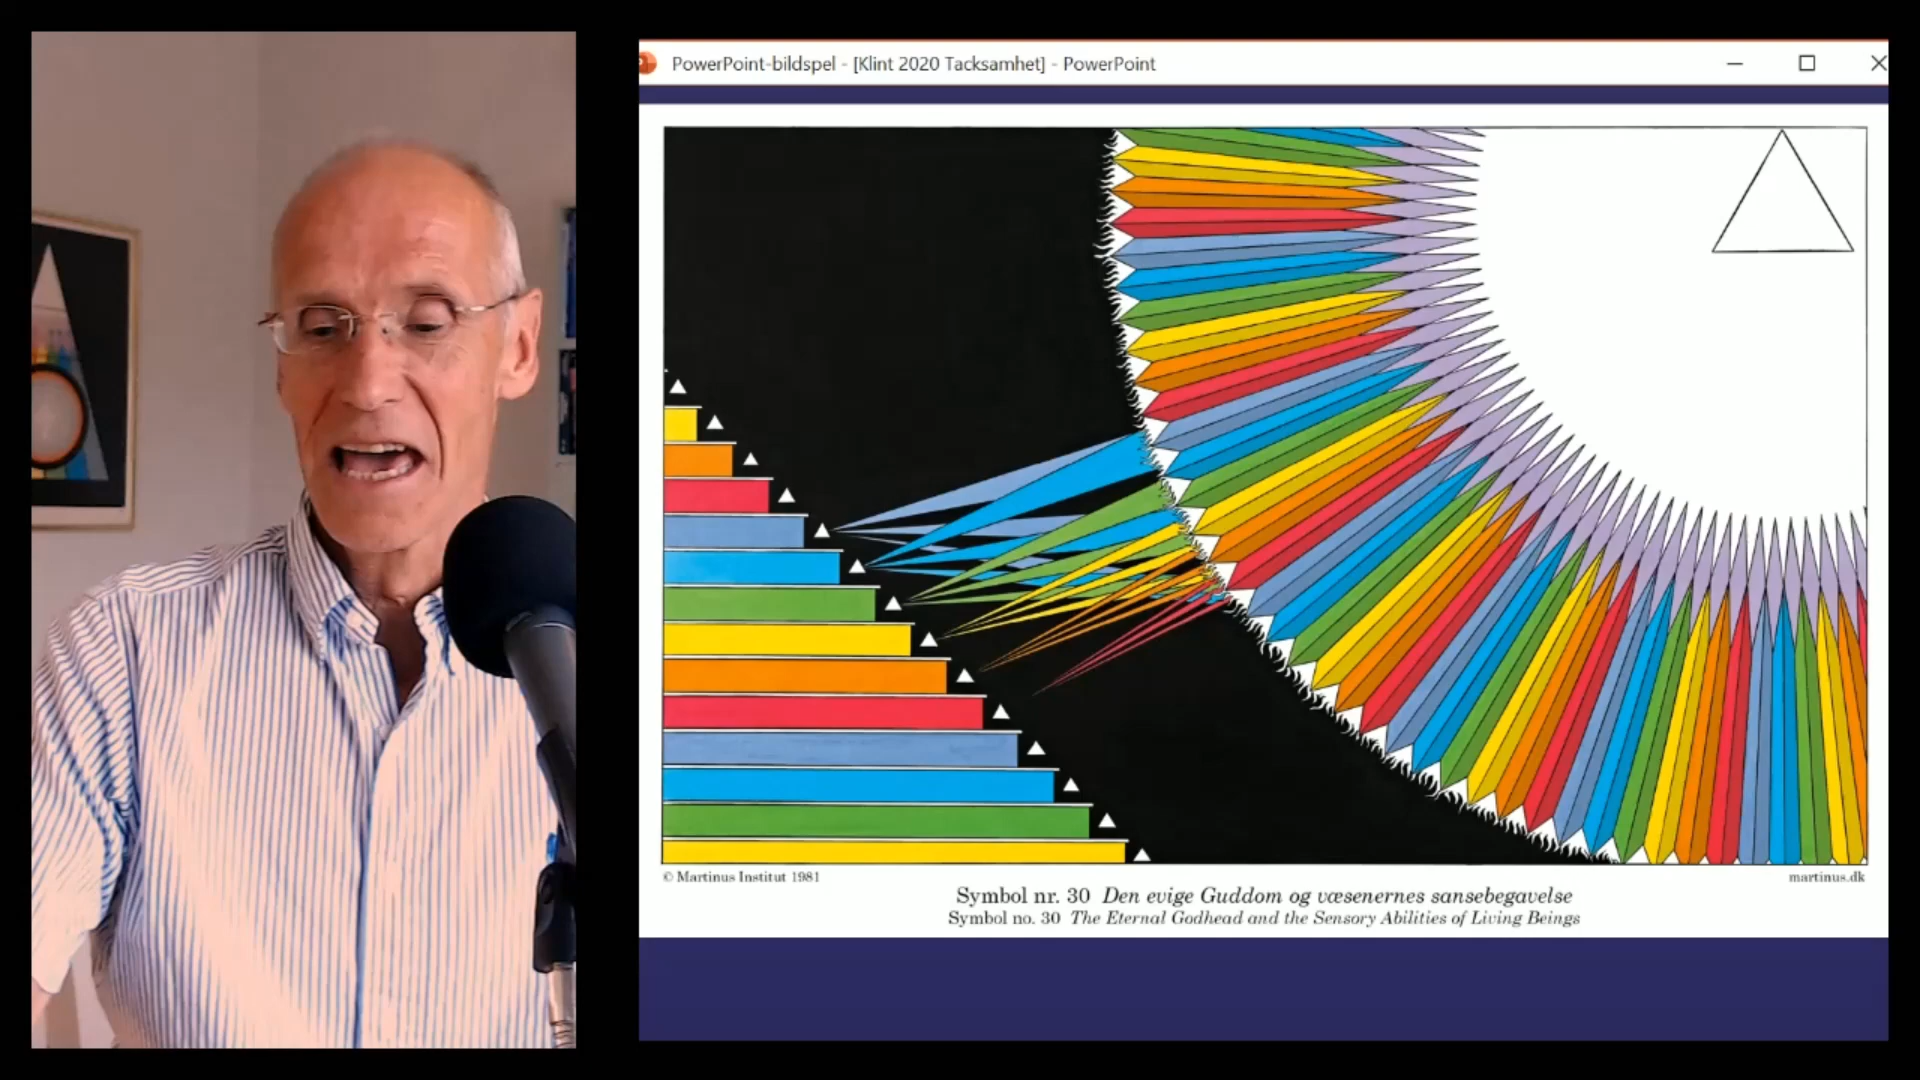 PowerPoint-bildspel - [Klint 2020 Tacksamhet] - PowerPoint
© Martinus Institut 1981
martinus.dk
Symbol nr. 30 Den evige Guddom og væsenernes sansebegavelse
Symbol no. 30 The Eternal Godhead and the Sensory Abilities of Living Beings